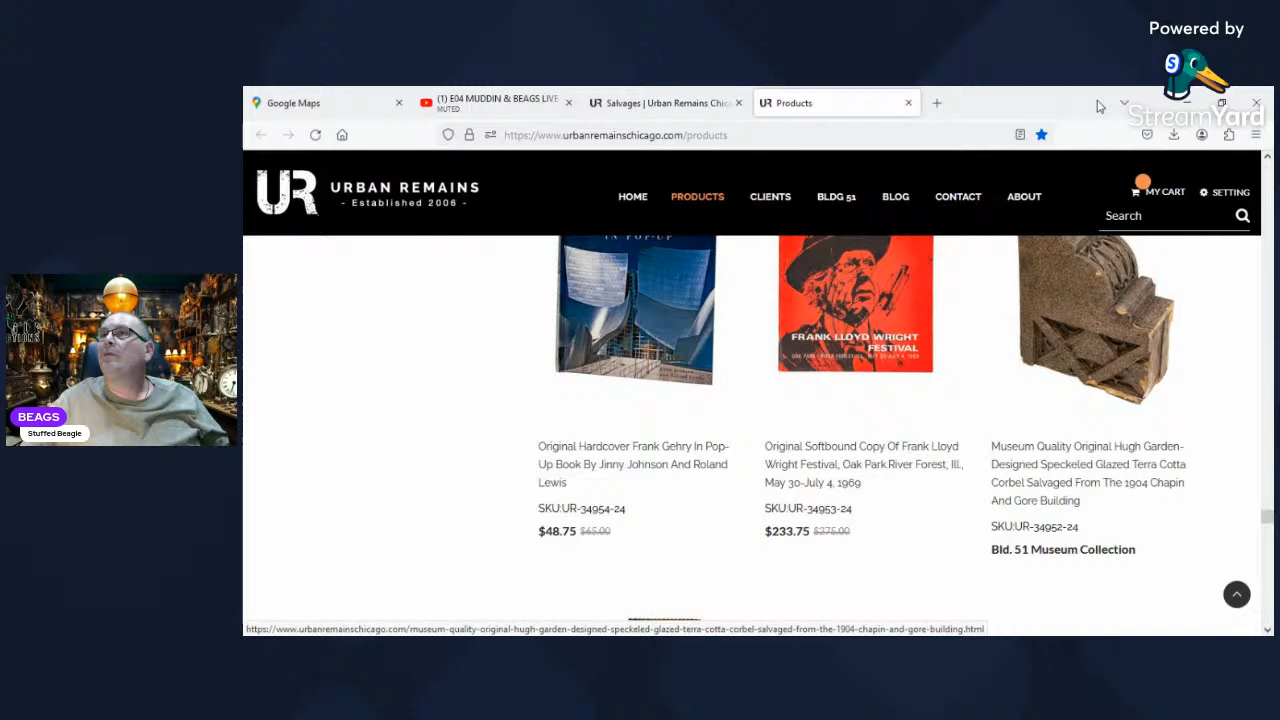 Powered by
S
StreamYard
Google Maps
(1) E04 MUDDIN & BEAGS LIVE
MUTED
UR Salvages | Urban Remains Chic
UR Products
https://www.urbanremainschicago.com/products
UR URBAN REMAINS
- Established 2006 -
HOME PRODUCTS CLIENTS BLDG 51 BLOG CONTACT ABOUT
MY CART SETTING
Search
IN POP-UP
FRANK LLOYD WRIGHT
FESTIVAL
Original Hardcover Frank Gehry In Pop-
Up Book By Jinny Johnson And Roland
Lewis
SKU:UR-34954-24
$48.75 $65.00
Original Softbound Copy Of Frank Lloyd
Wright Festival, Oak Park.River Forest, Ill.,
May 30-July 4, 1969
SKU:UR-34953-24
$233.75 $275.00
Museum Quality Original Hugh Garden-
Designed Speckeled Glazed Terra Cotta
Corbel Salvaged From The 1904 Chapin
And Gore Building
SKU:UR-34952-24
Bld. 51 Museum Collection
BEAGS
Stuffed Beagle
https://www.urbanremainschicago.com/museum-quality-original-hugh-garden-designed-speckeled-glazed-terra-cotta-corbel-salvaged-from-the-1904-chapin-and-gore-building.html